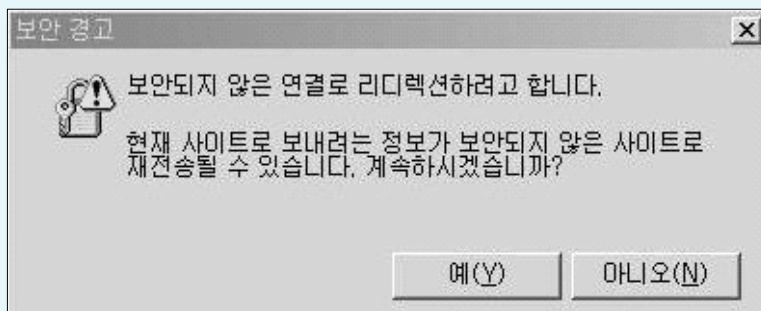 보안 경고
보안되지 않은 연결로 리디렉션하려고 합니다.
현재 사이트로 보내려는 정보가 보안되지 않은 사이트로
재전송될 수 있습니다. 계속하시겠습니까?
예(Y)
아니오(N)